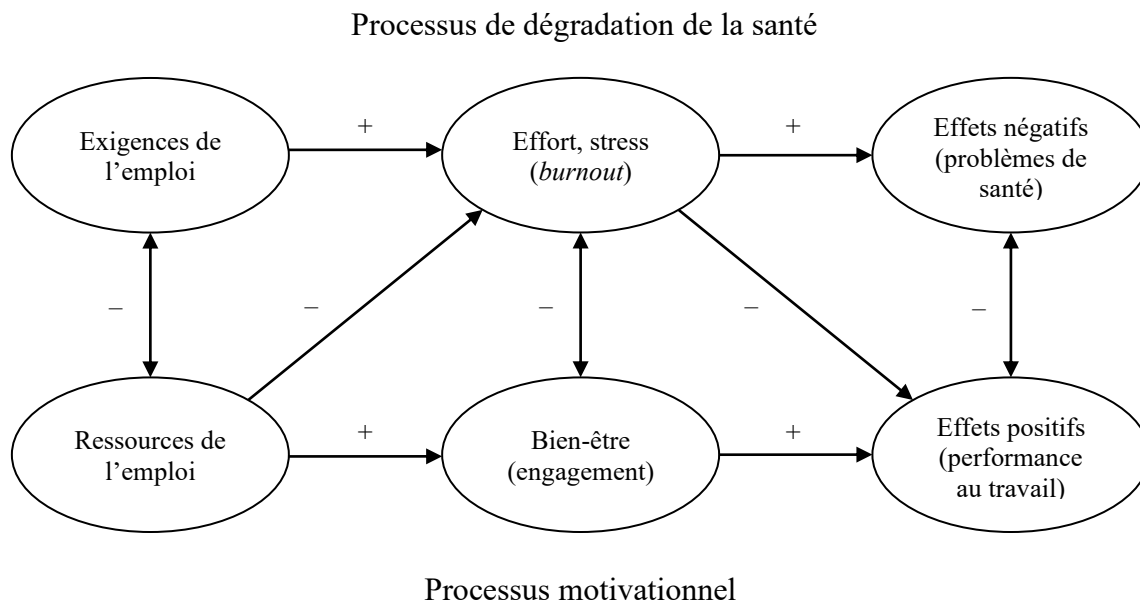 Processus de dégradation de la santé
Exigences de
l’emploi
+
Effort, stress
(burnout)
+
Effets négatifs
(problèmes de
santé)
–
–
–
–
–
Ressources de
l’emploi
+
Bien-être
(engagement)
+
Effets positifs
(performance
au travail)
Processus motivationnel